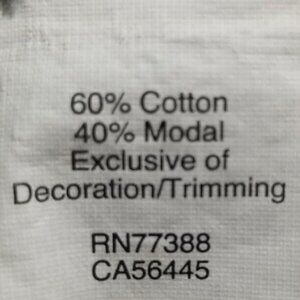 60% Cotton
40% Modal
Exclusive of
Decoration/Trimming
RN77388
CA56445